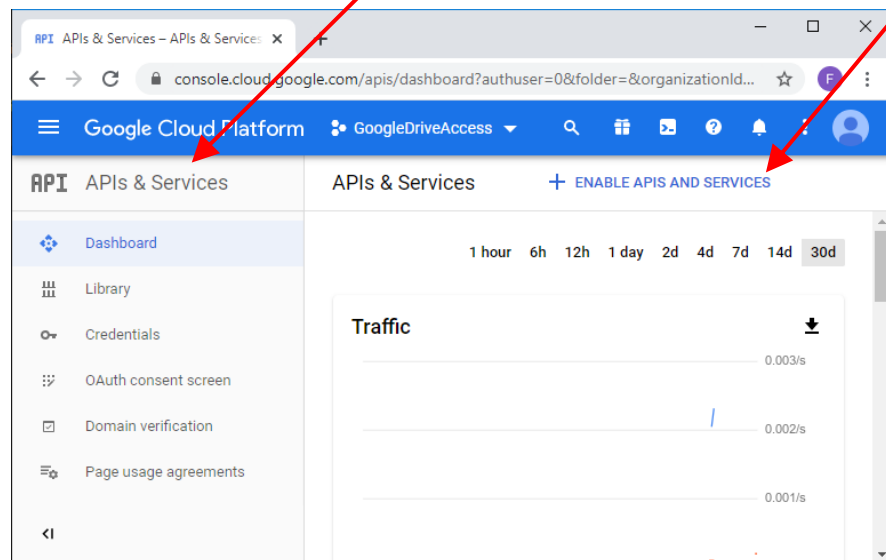 API APIs & Services – APIs & Services
console.cloud.google.com/apis/dashboard?authuser=0&folder=&organizationId... F
Google Cloud Platform GoogleDriveAccess
API APIs & Services
APIs & Services + ENABLE APIS AND SERVICES
Dashboard
Library
Credentials
OAuth consent screen
Domain verification
Page usage agreements
1 hour 6h 12h 1 day 2d 4d 7d 14d 30d
Traffic
0.003/s
0.002/s
0.001/s